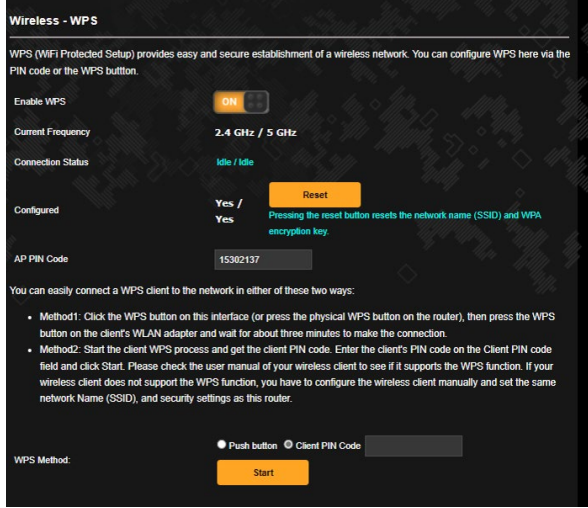 Wireless - WPS
WPS (WiFi Protected Setup) provides easy and secure establishment of a wireless network. You can configure WPS here via the
PIN code or the WPS buttton.
Enable WPS ON
Current Frequency 2.4 GHz / 5 GHz
Connection Status Idle / Idle
Configured Yes / Yes Reset
Pressing the reset button resets the network name (SSID) and WPA
encryption key.
AP PIN Code 15302137
You can easily connect a WPS client to the network in either of these two ways:
• Method1: Click the WPS button on this interface (or press the physical WPS button on the router), then press the WPS
button on the client's WLAN adapter and wait for about three minutes to make the connection.
• Method2: Start the client WPS process and get the client PIN code. Enter the client's PIN code on the Client PIN code
field and click Start. Please check the user manual of your wireless client to see if it supports the WPS function. If your
wireless client does not support the WPS function, you have to configure the wireless client manually and set the same
network Name (SSID), and security settings as this router.
WPS Method: Push button Client PIN Code
Start